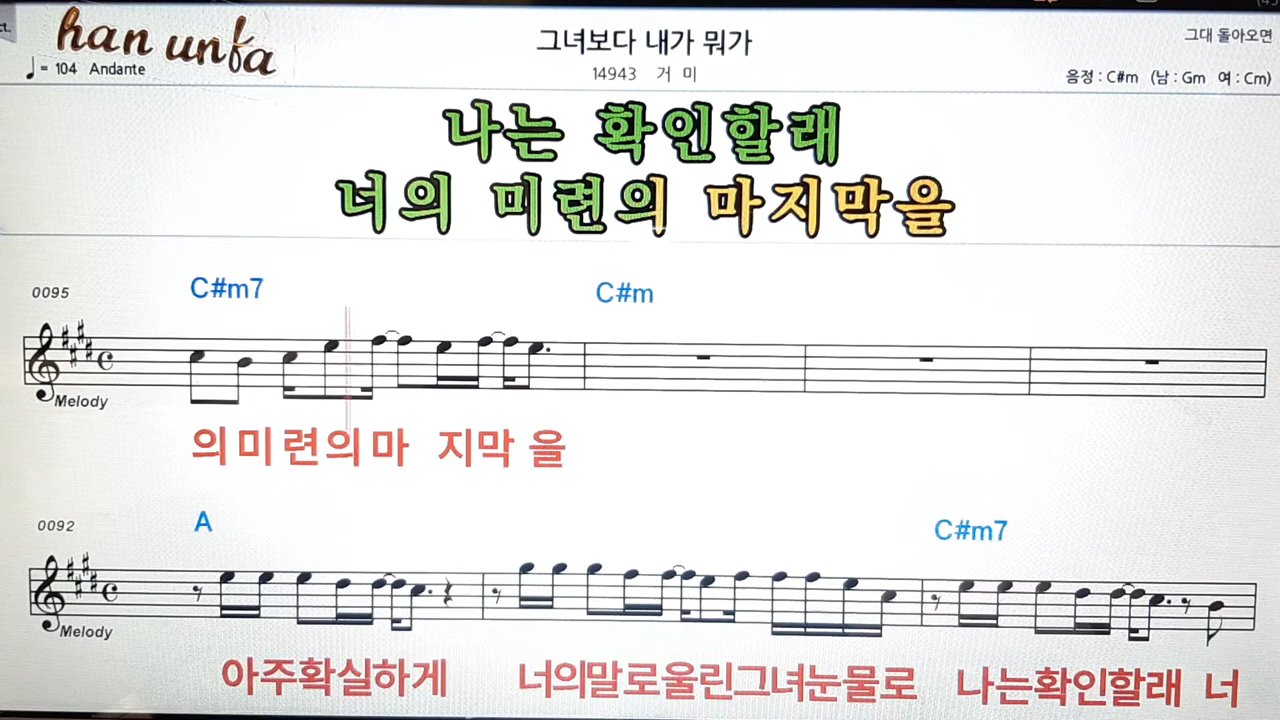 ct.
han unfa
그녀보다 내가 뭐가
그대 돌아오면
♩= 104 Andante
14943 거 미
음정 : C#m (남 : Gm 여 : Cm)
나는 확인할래
너의 미련의 마지막을
0095
C#m7 C#m
Melody
의미련의마 지막 을
0092
A C#m7
Melody
아주확실하게 너의말로울린그녀눈물로 나는확인할래 너